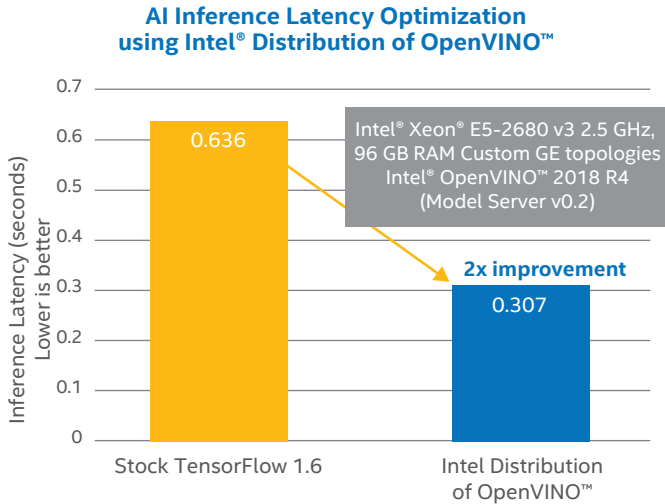 AI Inference Latency Optimization
using Intel® Distribution of OpenVINO™
Inference Latency (seconds)
Lower is better
0.7
0.6
0.5
0.4
0.3
0.2
0.1
0
0.636
Intel® Xeon® E5-2680 v3 2.5 GHz,
96 GB RAM Custom GE topologies
Intel® OpenVINO™ 2018 R4
(Model Server v0.2)
2x improvement
0.307
Stock TensorFlow 1.6
Intel Distribution
of OpenVINO™